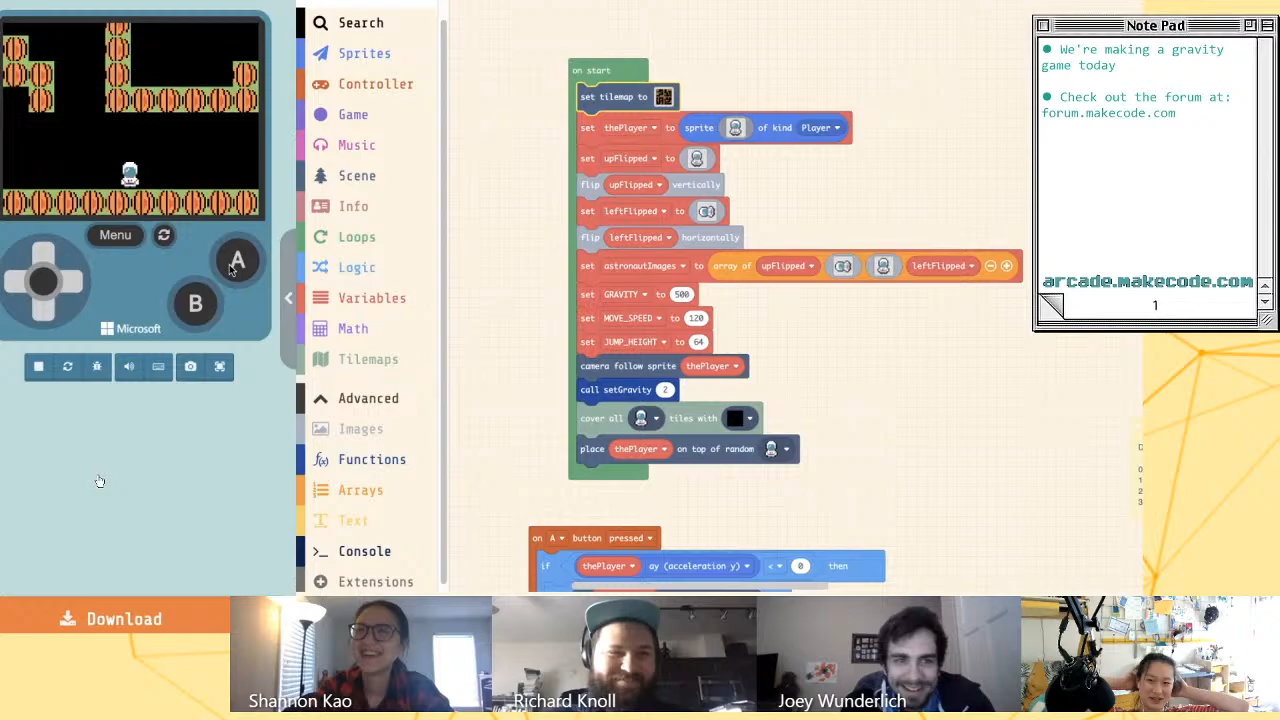 Menu
A
B
Microsoft
Download
Search
Sprites
Controller
Game
Music
Scene
Info
Loops
Logic
Variables
Math
Tilemaps
Advanced
Images
Functions
Arrays
Text
Console
Extensions
on start
set tilemap to
set thePlayer to sprite of kind Player
set upFlipped to
flip upFlipped vertically
set leftFlipped to
flip leftFlipped horizontally
set astronautImages to array of upFlipped leftFlipped
set GRAVITY to 500
set MOVE_SPEED to 120
set JUMP_HEIGHT to 64
camera follow sprite thePlayer
call setGravity 2
cover all tiles with
place thePlayer on top of random
on A button pressed
if thePlayer ay (acceleration y) < 0 then
D
0
1
2
3
Note Pad
We're making a gravity
game today
Check out the forum at:
forum.makecode.com
arcade.makecode.com
1
Shannon Kao
Richard Knoll
Joey Wunderlich